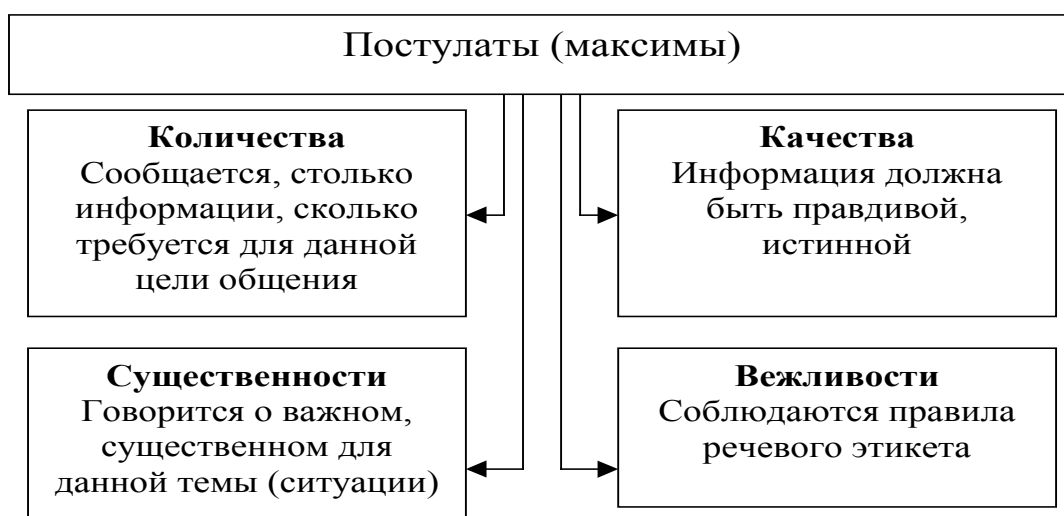 Постулаты (максимы)
Количества
Сообщается, столько
информации, сколько
требуется для данной
цели общения
Качества
Информация должна
быть правдивой,
истинной
Существенности
Говорится о важном,
существенном для
данной темы (ситуации)
Вежливости
Соблюдаются правила
речевого этикета